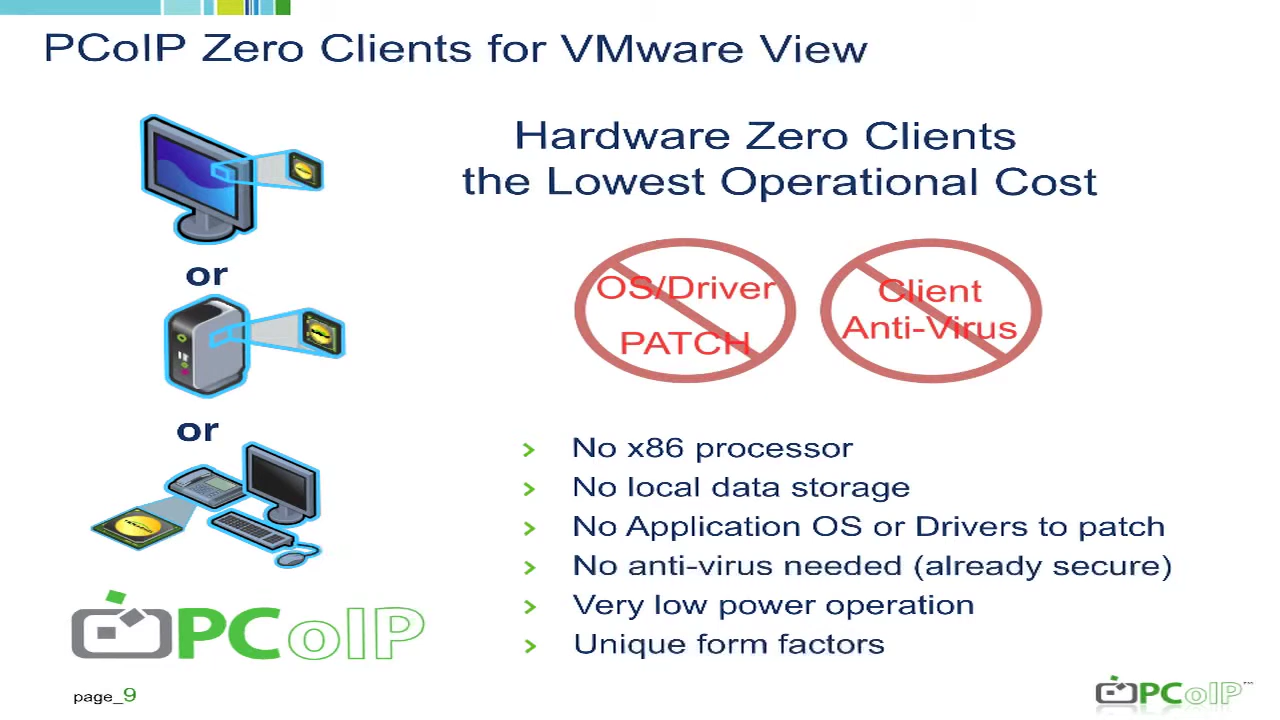 PCoIP Zero Clients for VMware View
Hardware Zero Clients
the Lowest Operational Cost
or
OS/Driver
PATCH
Client
Anti-Virus
or
> No x86 processor
> No local data storage
> No Application OS or Drivers to patch
> No anti-virus needed (already secure)
> Very low power operation
> Unique form factors
PCoIP
page_9
PCoIP™